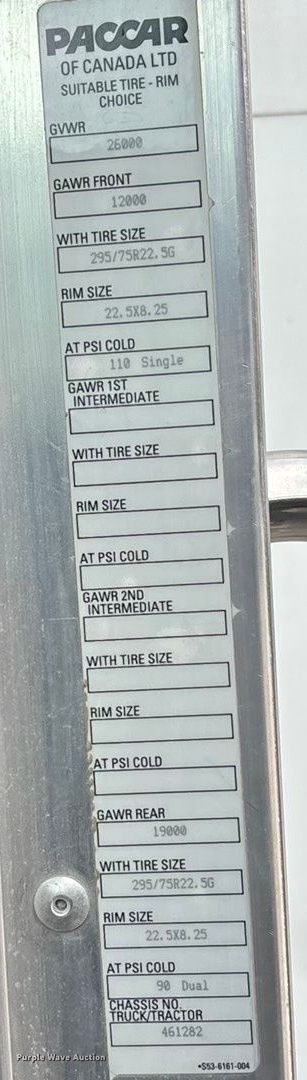 PACCAR
OF CANADA LTD
SUITABLE TIRE - RIM
CHOICE
GVWR
26000
GAWR FRONT
12000
WITH TIRE SIZE
295/75R22.5G
RIM SIZE
22.5X8.25
AT PSI COLD
110 Single
GAWR 1ST
INTERMEDIATE
WITH TIRE SIZE
RIM SIZE
AT PSI COLD
GAWR 2ND
INTERMEDIATE
WITH TIRE SIZE
RIM SIZE
AT PSI COLD
GAWR REAR
19000
WITH TIRE SIZE
295/75R22.5G
RIM SIZE
22.5X8.25
AT PSI COLD
90 Dual
CHASSIS NO.
TRUCK/TRACTOR
461282
•S53-6161-004
Purple Wave Auction